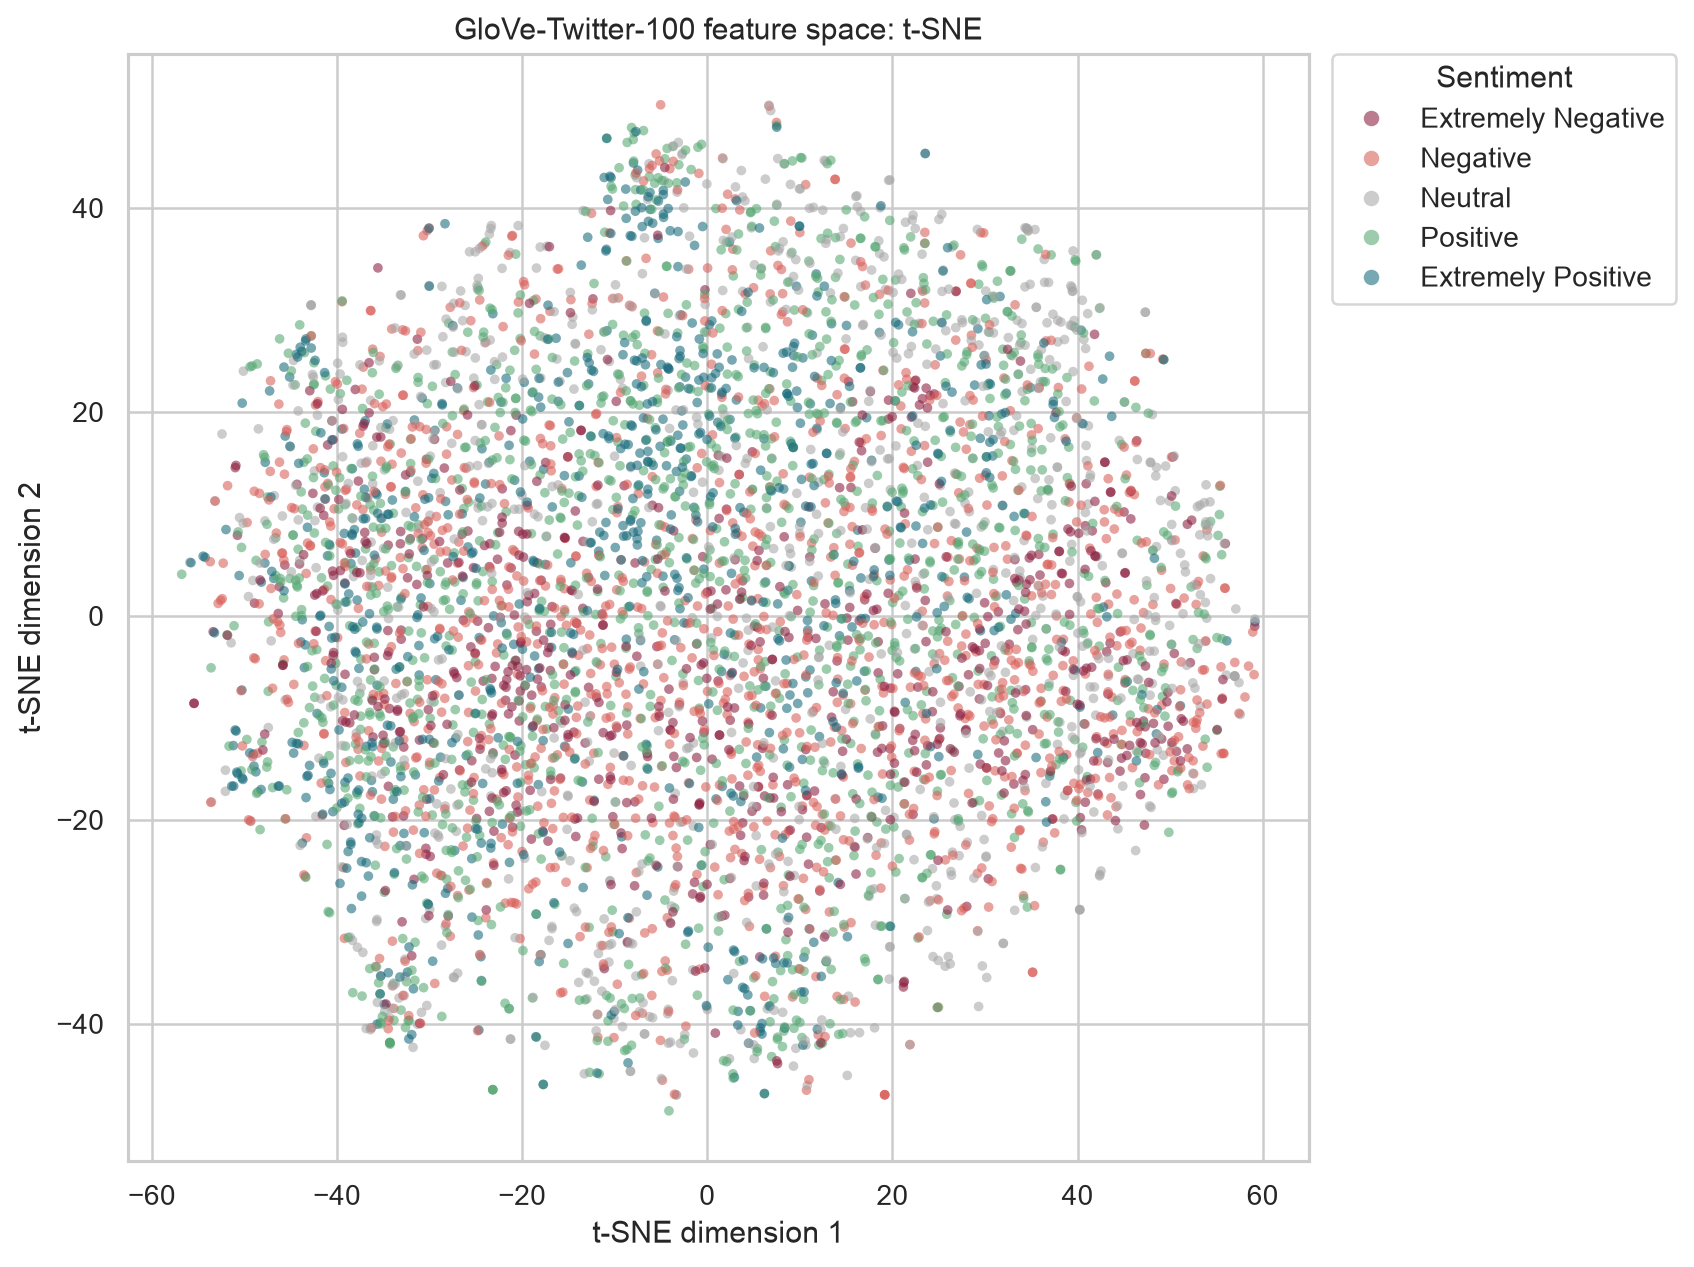 GloVe-Twitter-100 feature space: t-SNE
Sentiment
Extremely Negative
Negative
Neutral
Positive
Extremely Positive
t-SNE dimension 2
40
20
0
−20
−40
−60
−40
−20
0
20
40
60
t-SNE dimension 1